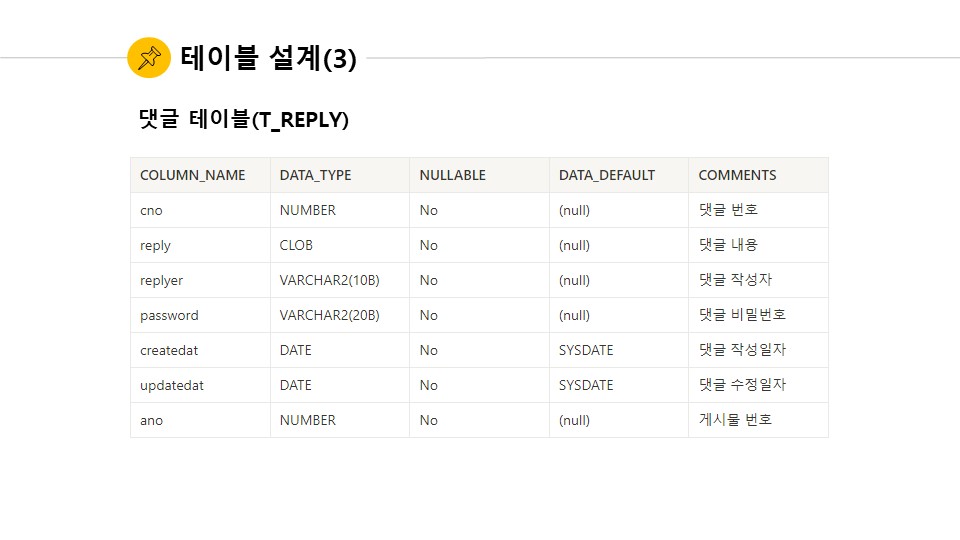 테이블 설계(3)
댓글 테이블(T_REPLY)
COLUMN_NAME DATA_TYPE NULLABLE DATA_DEFAULT COMMENTS
cno NUMBER No (null) 댓글 번호
reply CLOB No (null) 댓글 내용
replyer VARCHAR2(10B) No (null) 댓글 작성자
password VARCHAR2(20B) No (null) 댓글 비밀번호
createdat DATE No SYSDATE 댓글 작성일자
updatedat DATE No SYSDATE 댓글 수정일자
ano NUMBER No (null) 게시물 번호